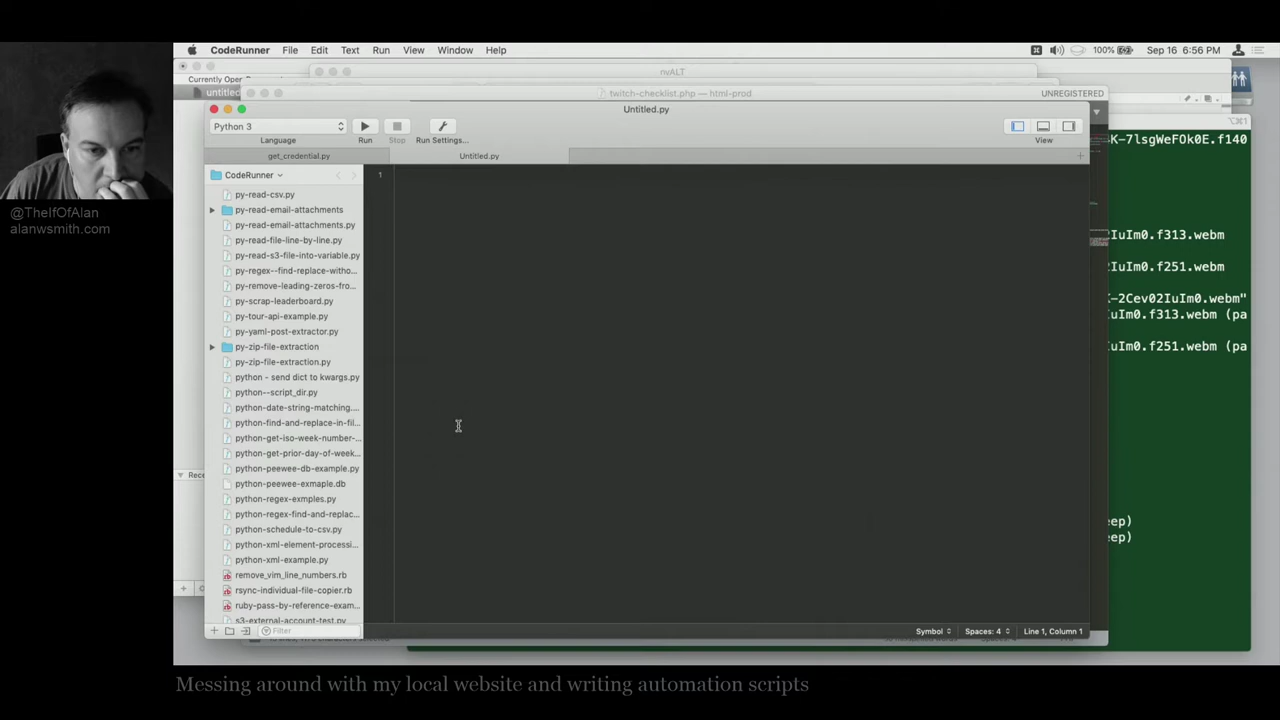 CodeRunner File Edit Text Run View Window Help
100% Sep 16 6:56 PM
Currently Open
untitled
nvALT
twitch-checklist.php — html-prod
UNREGISTERED
Untitled.py
Python 3
Language Run Stop Run Settings... View
get_credential.py Untitled.py
CodeRunner
1
py-read-csv.py
py-read-email-attachments
py-read-email-attachments.py
py-read-file-line-by-line.py
py-read-s3-file-into-variable.py
py-regex--find-replace-witho...
py-remove-leading-zeros-fro...
py-scrap-leaderboard.py
py-tour-api-example.py
py-yaml-post-extractor.py
py-zip-file-extraction
py-zip-file-extraction.py
python - send dict to kwargs.py
python--script_dir.py
python-date-string-matching....
python-find-and-replace-in-fil...
python-get-iso-week-number-...
python-get-prior-day-of-week...
python-peewee-db-example.py
python-peewee-exmaple.db
python-regex-exmples.py
python-regex-find-and-replac...
python-schedule-to-csv.py
python-xml-element-processi...
python-xml-example.py
remove_vim_line_numbers.rb
rsync-individual-file-copier.rb
ruby-pass-by-reference-exam...
s3-external-account-test.py
Filter
Symbol Spaces: 4 Line 1, Column 1
Rece
⌥⌘1
K-7lsgWeFOk0E.f140
2IuIm0.f313.webm
2IuIm0.f251.webm
K-2Cev02IuIm0.webm"
IuIm0.f313.webm (pa
IuIm0.f251.webm (pa
eep)
eep)
@TheIfOfAlan
alanwsmith.com
Messing around with my local website and writing automation scripts